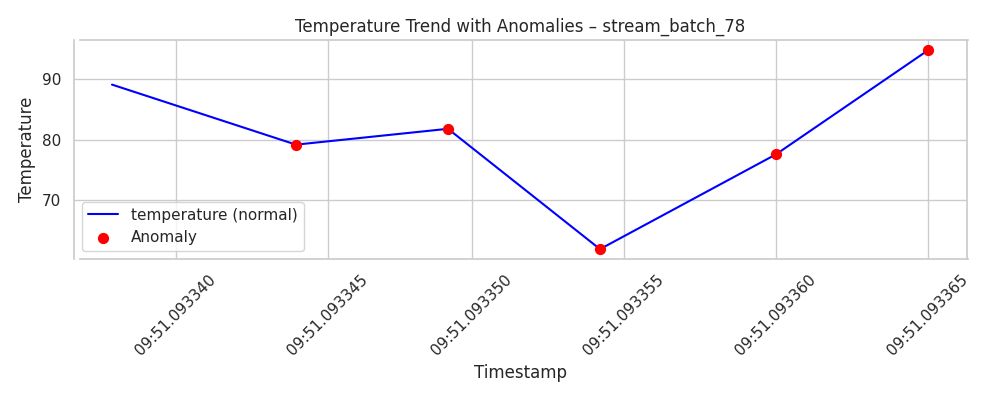 Temperature Trend with Anomalies – stream_batch_78
Temperature
90
80
70
temperature (normal)
Anomaly
09:51.093340
09:51.093345
09:51.093350
09:51.093355
09:51.093360
09:51.093365
Timestamp